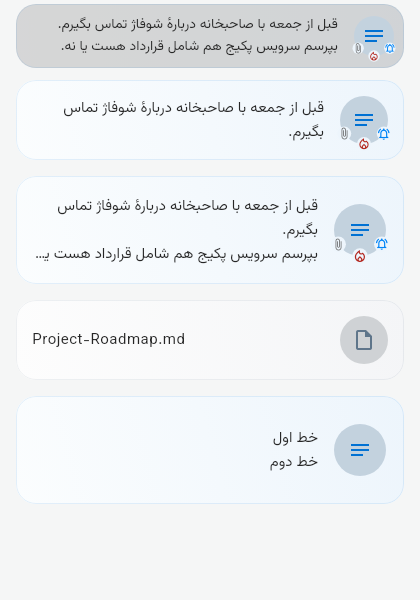 قبل از جمعه با صاحبخانه دربارهٔ شوفاژ تماس بگیرم.
بپرسم سرویس پکیج هم شامل قرارداد هست یا نه.
قبل از جمعه با صاحبخانه دربارهٔ شوفاژ تماس
بگیرم.
قبل از جمعه با صاحبخانه دربارهٔ شوفاژ تماس
بگیرم.
بپرسم سرویس پکیج هم شامل قرارداد هست ی...
Project-Roadmap.md
خط اول
خط دوم